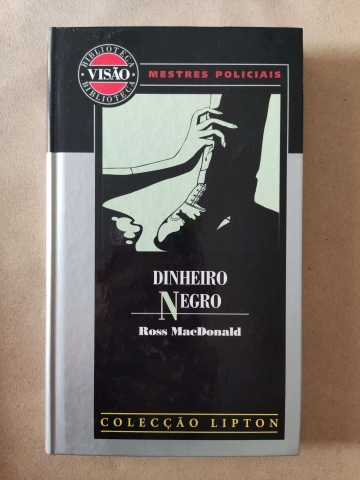 BIBLIOTECA
VISÃO
BIBLIOTECA
MESTRES POLICIAIS
DINHEIRO
NEGRO
ROSS MACDONALD
COLECÇÃO LIPTON